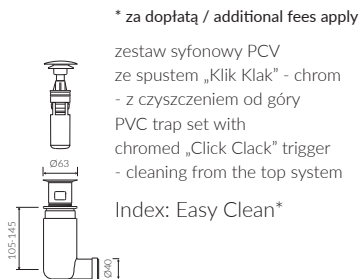 * za dopłatą / additional fees apply
zestaw syfonowy PCV
ze spustem „Klik Klak” - chrom
- z czyszczeniem od góry
PVC trap set with
chromed „Click Clack” trigger
- cleaning from the top system
Index: Easy Clean*
Ø63
105-145
Ø40